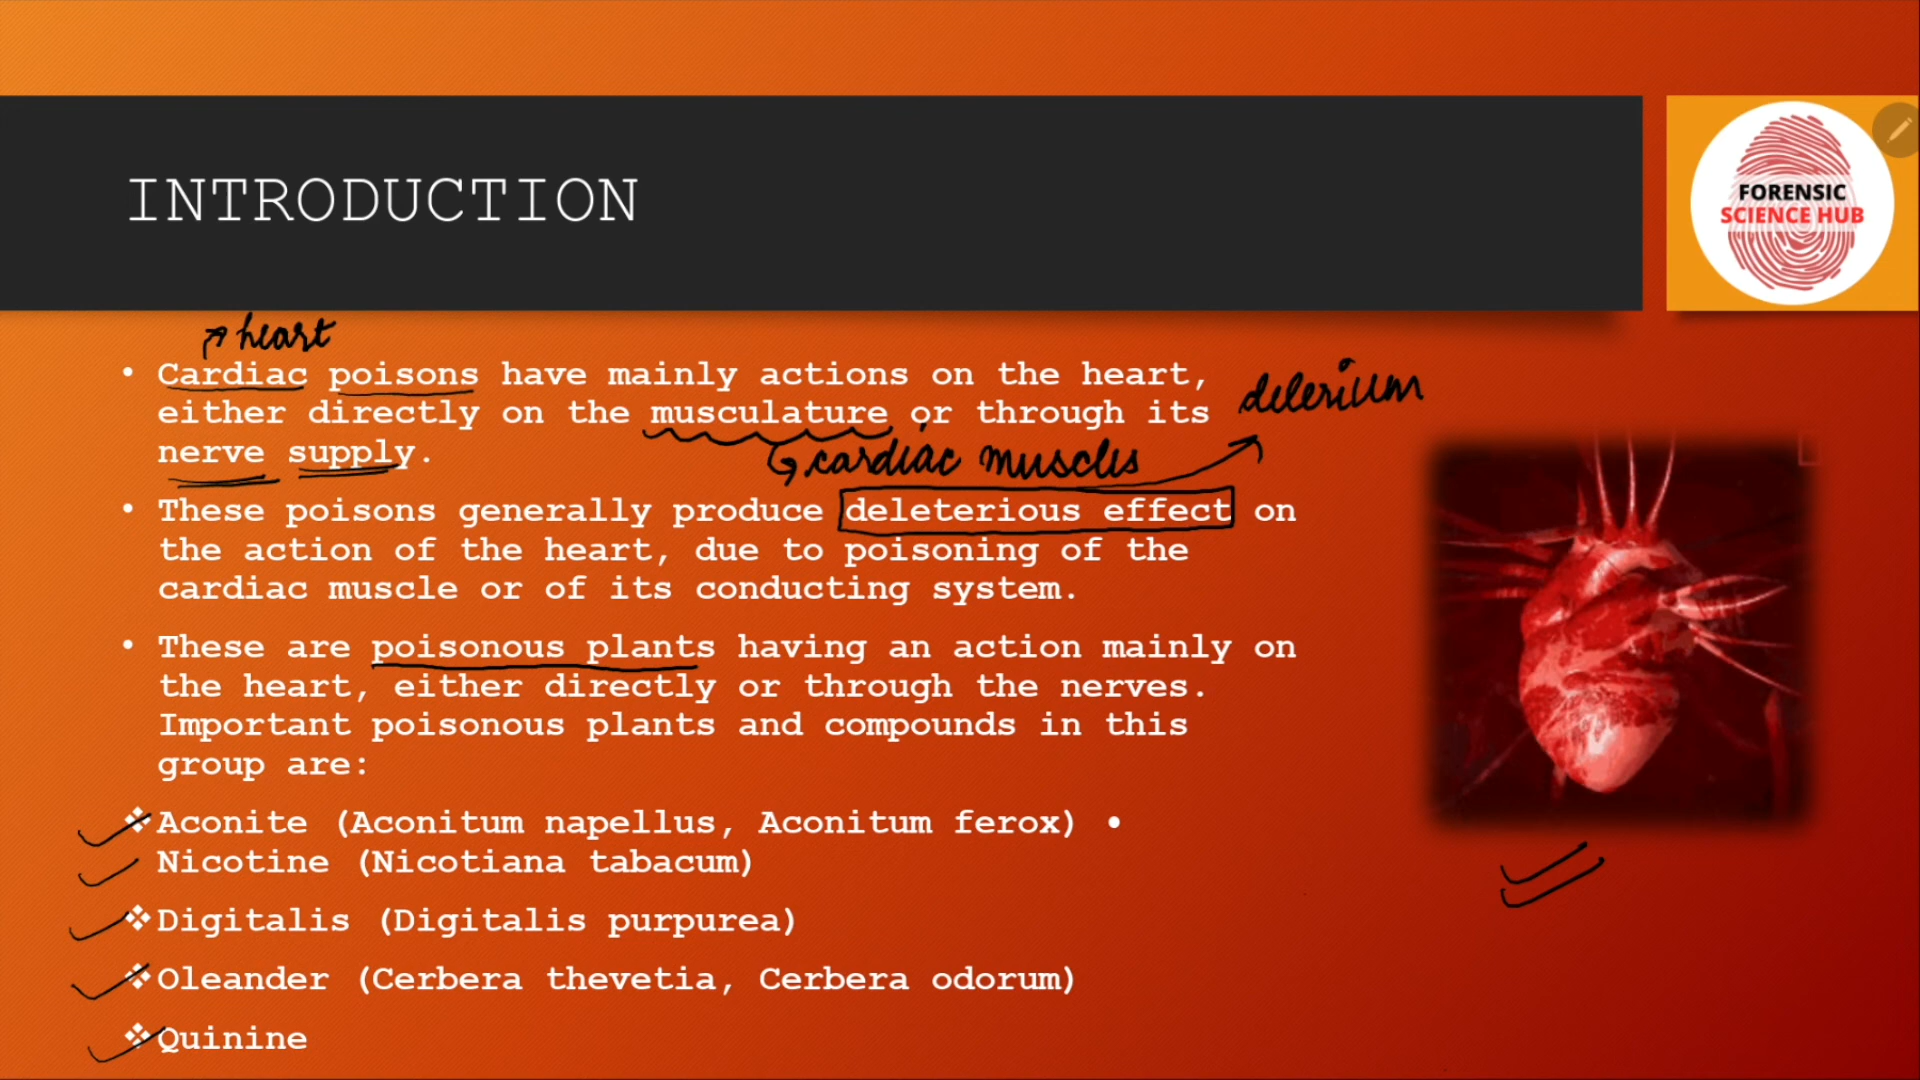 INTRODUCTION
FORENSIC
SCIENCE HUB
heart
• Cardiac poisons have mainly actions on the heart,
either directly on the musculature or through its
delerium
nerve supply.
cardiac muscles
• These poisons generally produce deleterious effect on
the action of the heart, due to poisoning of the
cardiac muscle or of its conducting system.
• These are poisonous plants having an action mainly on
the heart, either directly or through the nerves.
Important poisonous plants and compounds in this
group are:
❖Aconite (Aconitum napellus, Aconitum ferox) •
Nicotine (Nicotiana tabacum)
❖Digitalis (Digitalis purpurea)
❖Oleander (Cerbera thevetia, Cerbera odorum)
❖Quinine